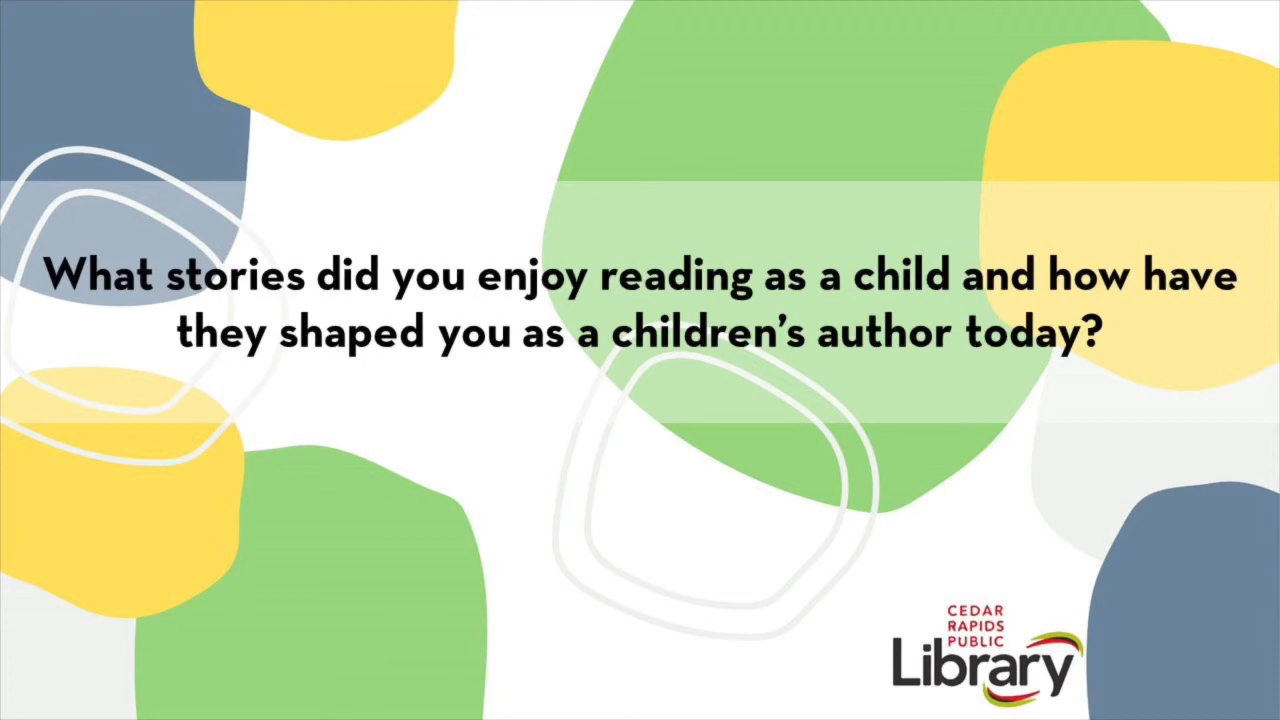 What stories did you enjoy reading as a child and how have
they shaped you as a children’s author today?
CEDAR
RAPIDS
PUBLIC
Library